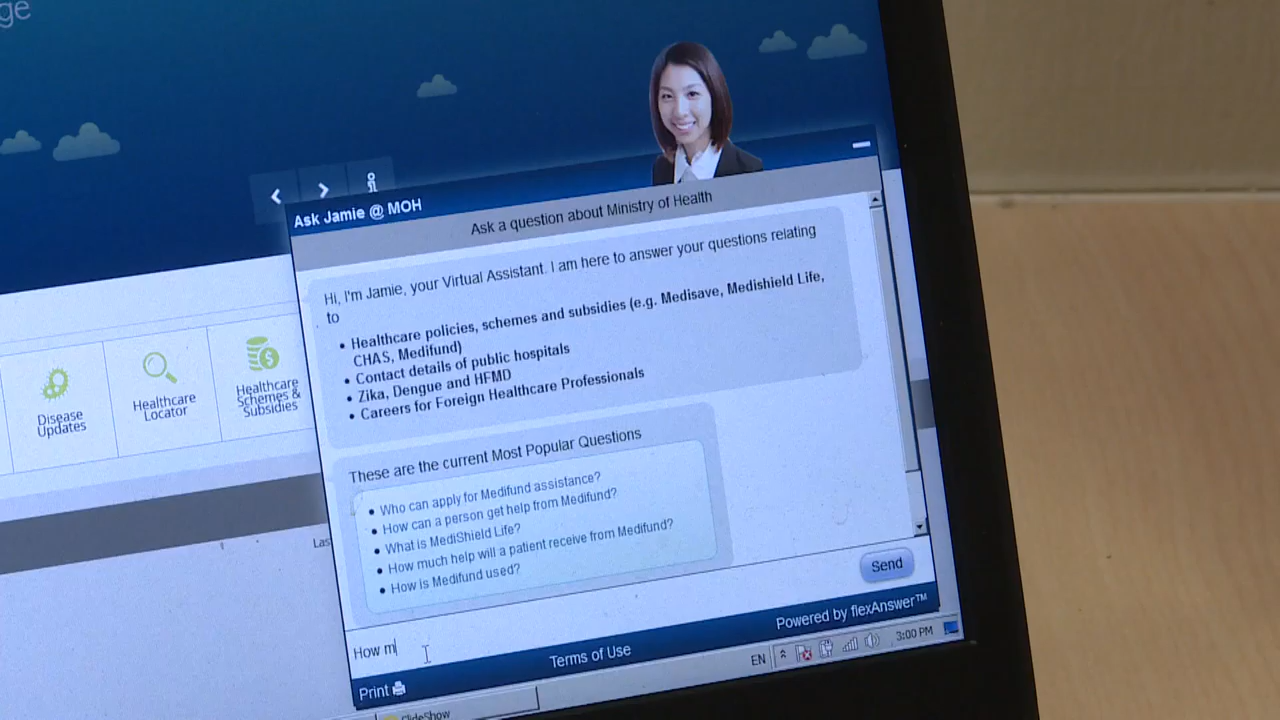 ge
Ask Jamie @ MOH
Ask a question about Ministry of Health
Hi, I'm Jamie, your Virtual Assistant. I am here to answer your questions relating
to
• Healthcare policies, schemes and subsidies (e.g. Medisave, Medishield Life,
CHAS, Medifund)
• Contact details of public hospitals
• Zika, Dengue and HFMD
• Careers for Foreign Healthcare Professionals
Disease
Updates
Healthcare
Locator
Healthcare
Schemes &
Subsidies
These are the current Most Popular Questions
• Who can apply for Medifund assistance?
• How can a person get help from Medifund?
• What is MediShield Life?
• How much help will a patient receive from Medifund?
• How is Medifund used?
Las
Send
How m
Powered by flexAnswer™
Terms of Use
Print
EN
3:00 PM
SlideShow